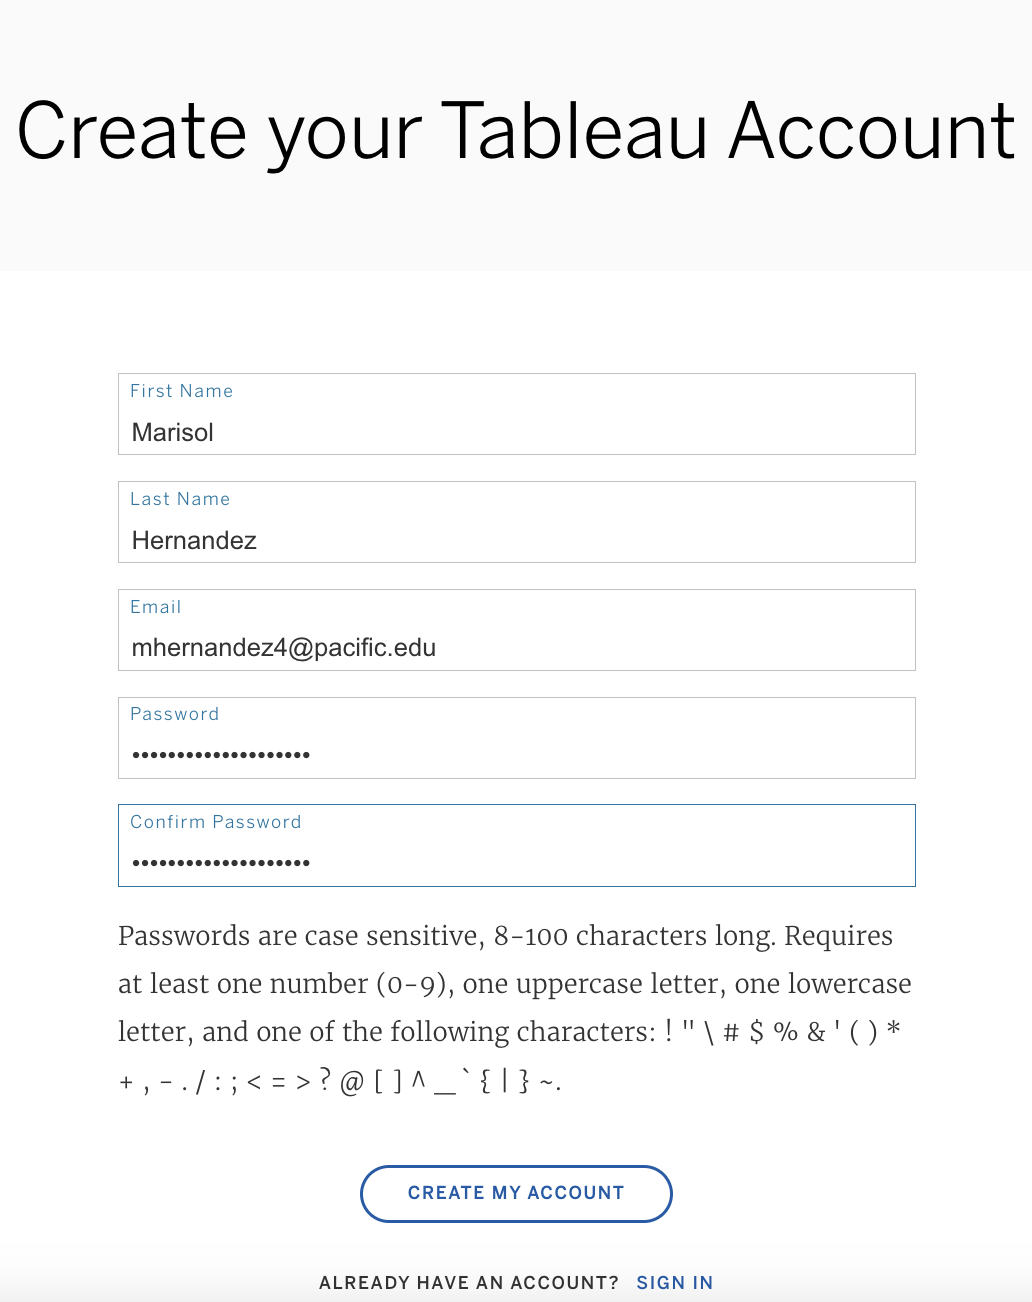 Create your Tableau Account
First Name
Marisol
Last Name
Hernandez
Email
mhernandez4@pacific.edu
Password
••••••••••••••••••••
Confirm Password
••••••••••••••••••••
Passwords are case sensitive, 8-100 characters long. Requires
at least one number (0-9), one uppercase letter, one lowercase
letter, and one of the following characters: ! " \ # $ % & ' ( ) *
+ , - . / : ; < = > ? @ [ ] ^ _ ` { | } ~.
CREATE MY ACCOUNT
ALREADY HAVE AN ACCOUNT? SIGN IN